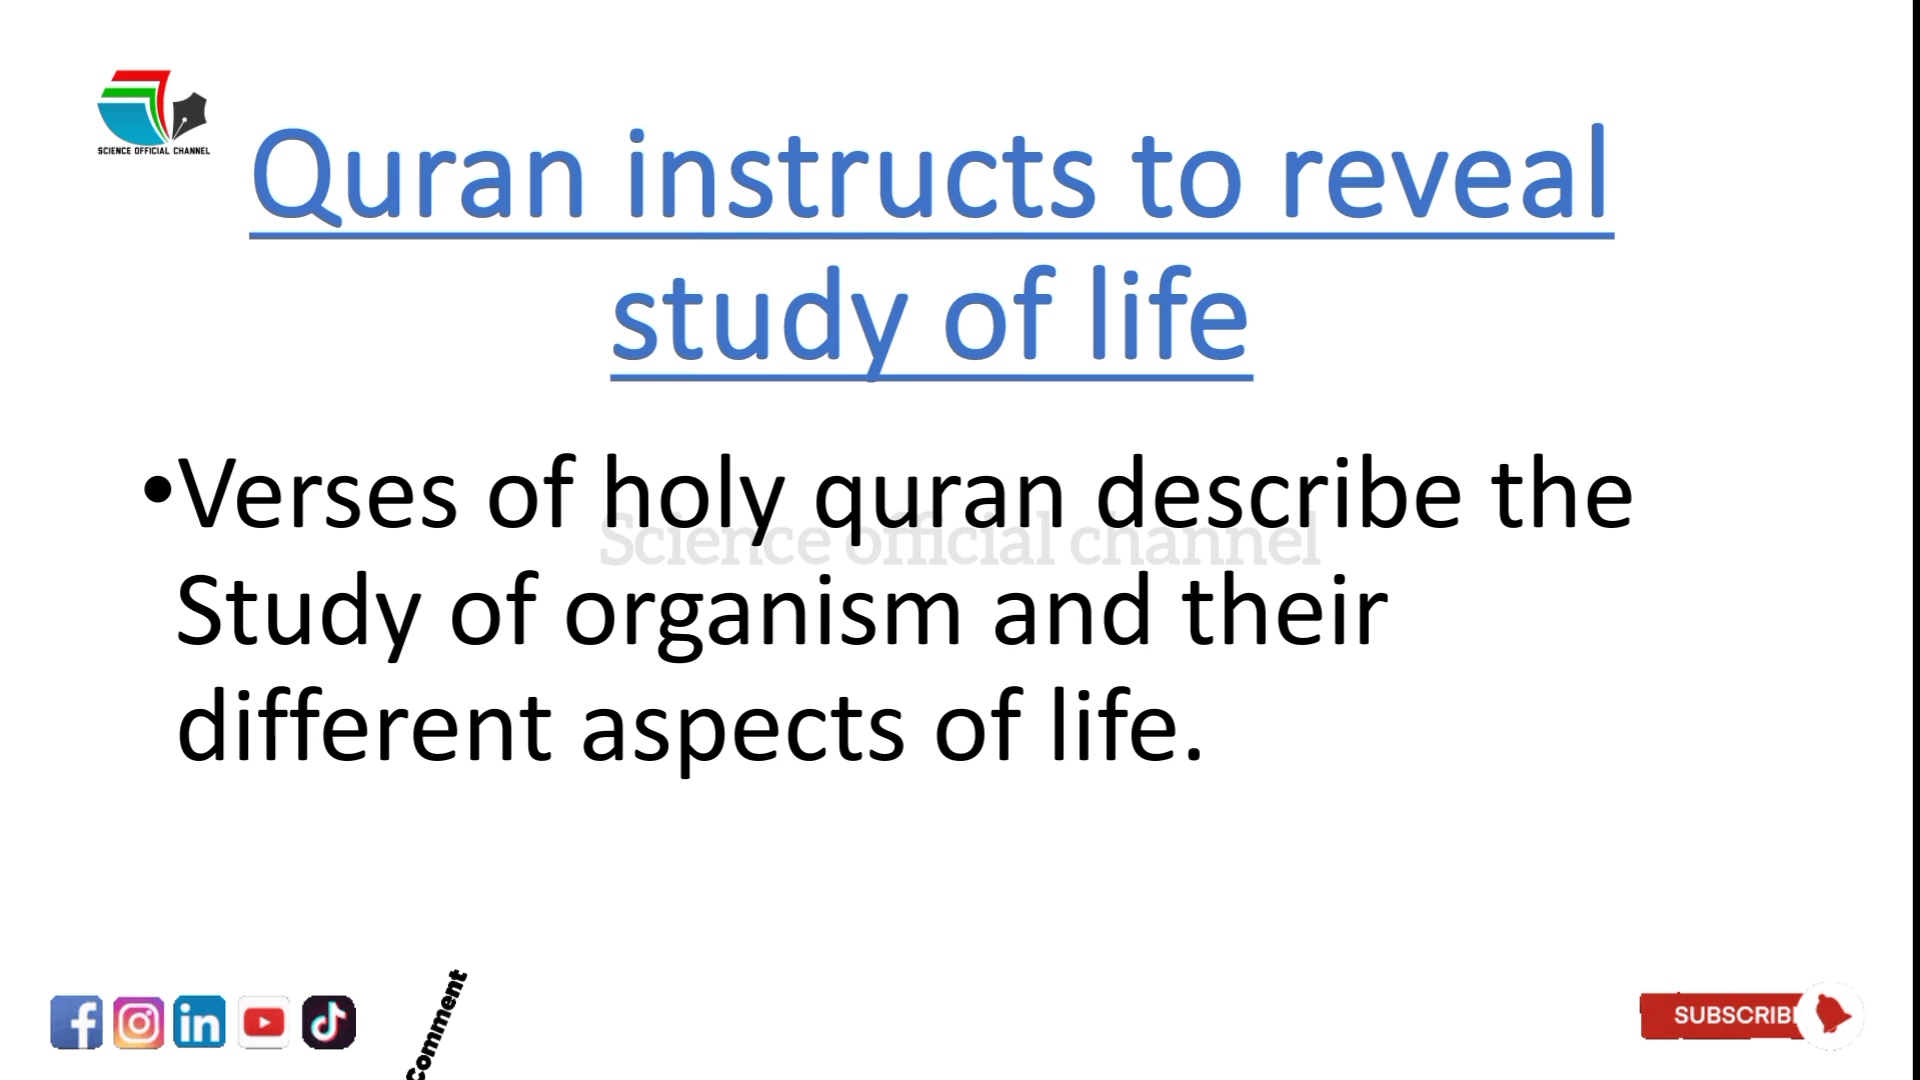 SCIENCE OFFICIAL CHANNEL
Quran instructs to reveal
study of life
•Verses of holy quran describe the
Science official channel
Study of organism and their
different aspects of life.
comment
SUBSCRIBE